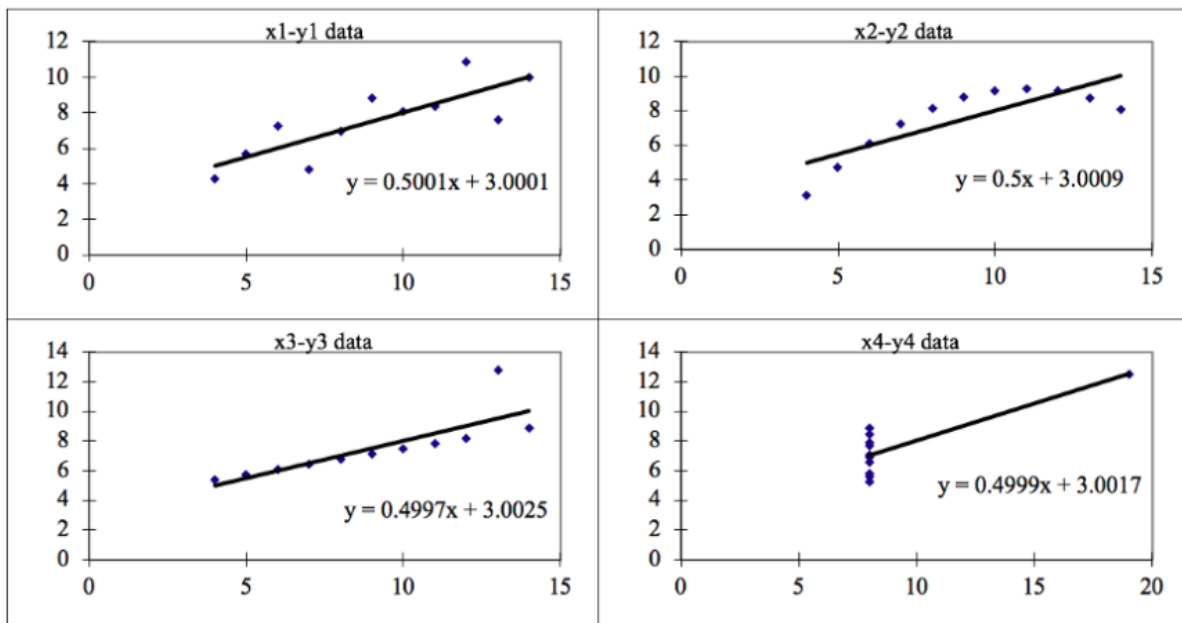 x1-y1 data
12
10
8
6
4
2
0
y = 0.5001x + 3.0001
0 5 10 15
x2-y2 data
12
10
8
6
4
2
0
y = 0.5x + 3.0009
0 5 10 15
x3-y3 data
14
12
10
8
6
4
2
0
y = 0.4997x + 3.0025
0 5 10 15
x4-y4 data
14
12
10
8
6
4
2
0
y = 0.4999x + 3.0017
0 5 10 15 20